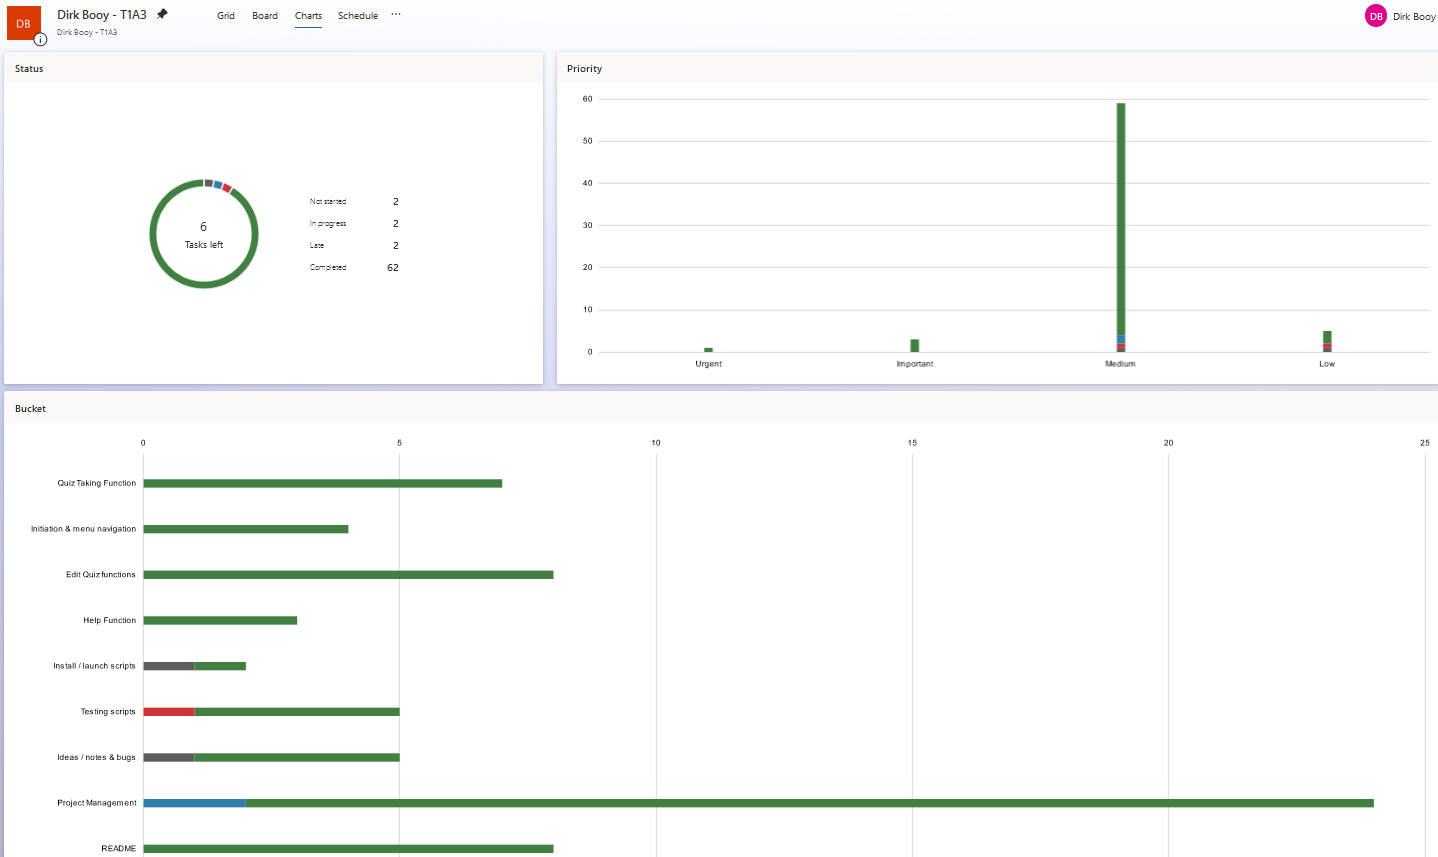 DB
Dirk Booy - T1A3
Dirk Booy - T1A3
Grid Board Charts Schedule ...
DB Dirk Booy
Status
6
Tasks left
Not started 2
In progress 2
Late 2
Completed 62
Priority
60
50
40
30
20
10
0
Urgent Important Medium Low
Bucket
0 5 10 15 20 25
Quiz Taking Function
Initiation & menu navigation
Edit Quiz functions
Help Function
Install / launch scripts
Testing scripts
Ideas / notes & bugs
Project Management
README